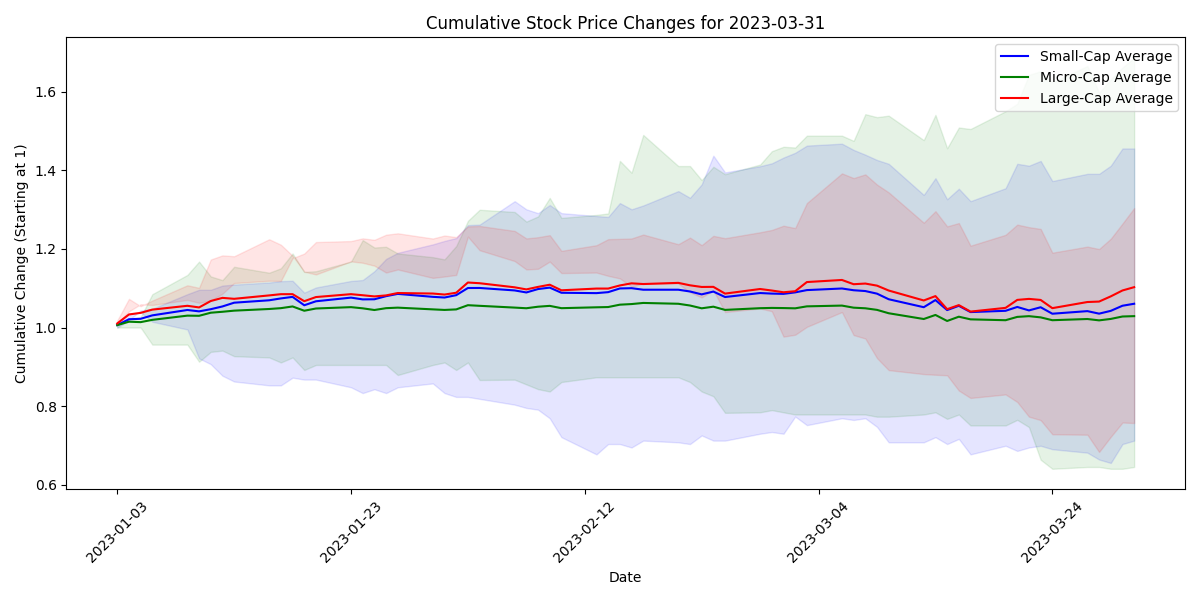 Cumulative Stock Price Changes for 2023-03-31
Small-Cap Average
Micro-Cap Average
Large-Cap Average
Cumulative Change (Starting at 1)
1.6
1.4
1.2
1.0
0.8
0.6
2023-01-03
2023-01-23
2023-02-12
2023-03-04
2023-03-24
Date